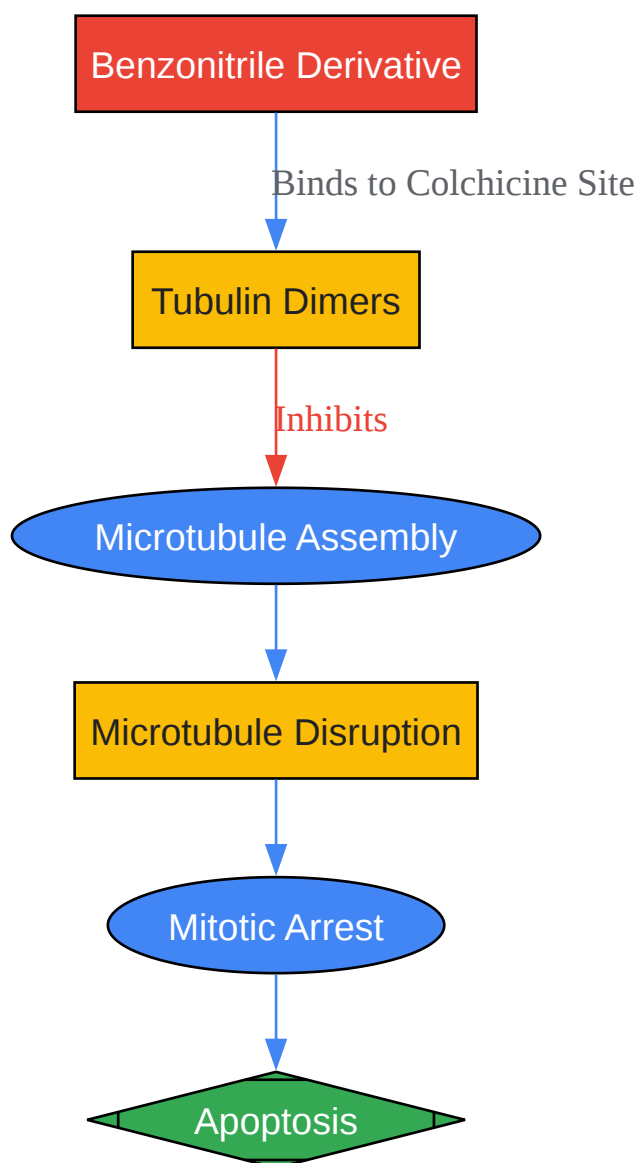 Benzonitrile Derivative
Binds to Colchicine Site
Tubulin Dimers
Inhibits
Microtubule Assembly
Microtubule Disruption
Mitotic Arrest
Apoptosis